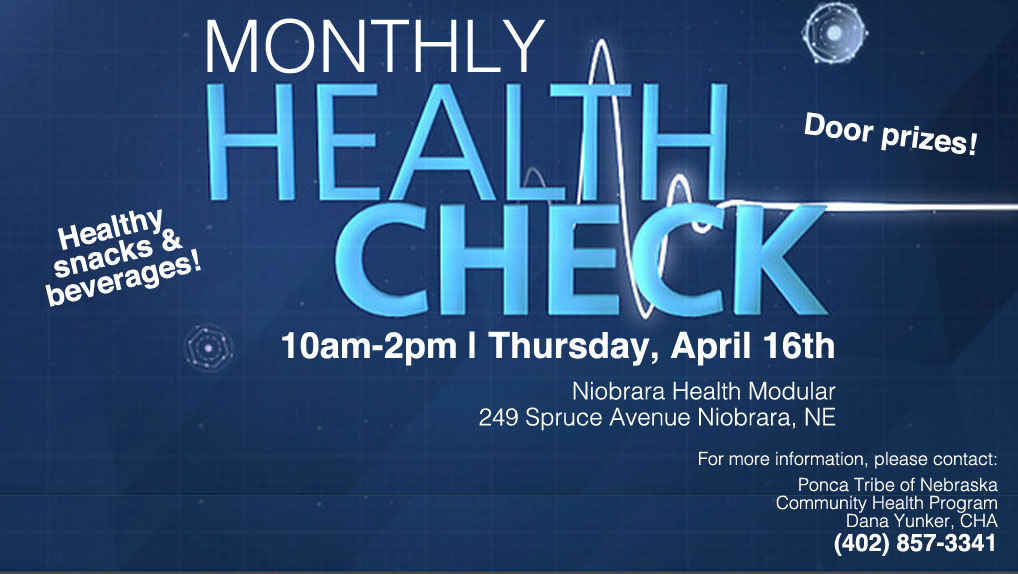 MONTHLY
HEALTH
CHECK
Door prizes!
Healthy
snacks &
beverages!
10am-2pm | Thursday, April 16th
Niobrara Health Modular
249 Spruce Avenue Niobrara, NE
For more information, please contact:
Ponca Tribe of Nebraska
Community Health Program
Dana Yunker, CHA
(402) 857-3341